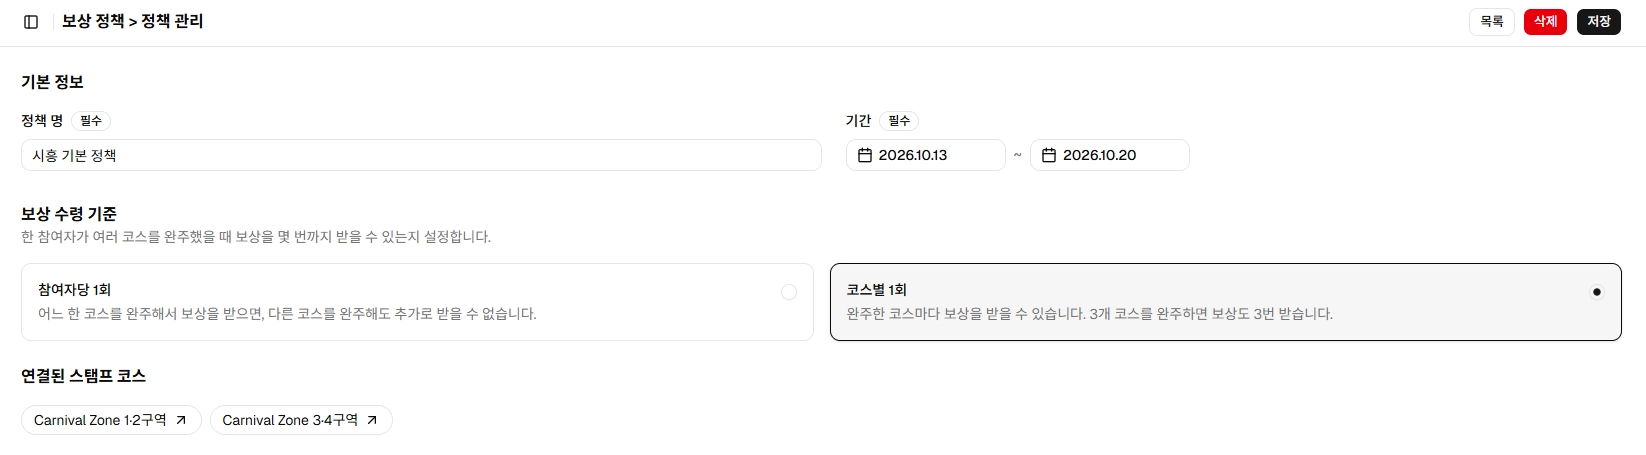 보상 정책 > 정책 관리
목록 삭제 저장
기본 정보
정책 명 필수
시흥 기본 정책
기간 필수
2026.10.13 ~ 2026.10.20
보상 수령 기준
한 참여자가 여러 코스를 완주했을 때 보상을 몇 번까지 받을 수 있는지 설정합니다.
참여자당 1회
어느 한 코스를 완주해서 보상을 받으면, 다른 코스를 완주해도 추가로 받을 수 없습니다.
코스별 1회
완주한 코스마다 보상을 받을 수 있습니다. 3개 코스를 완주하면 보상도 3번 받습니다.
연결된 스탬프 코스
Carnival Zone 1·2구역 Carnival Zone 3·4구역